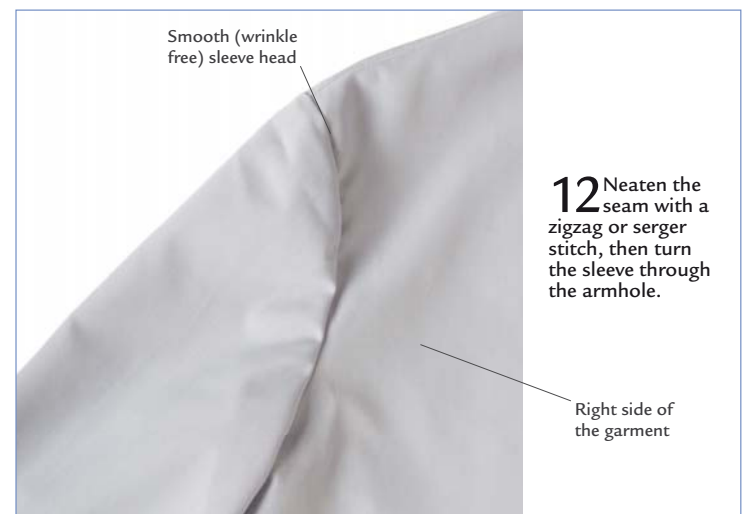 Smooth (wrinkle
free) sleeve head
12 Neaten the
seam with a
zigzag or serger
stitch, then turn
the sleeve through
the armhole.
Right side of
the garment